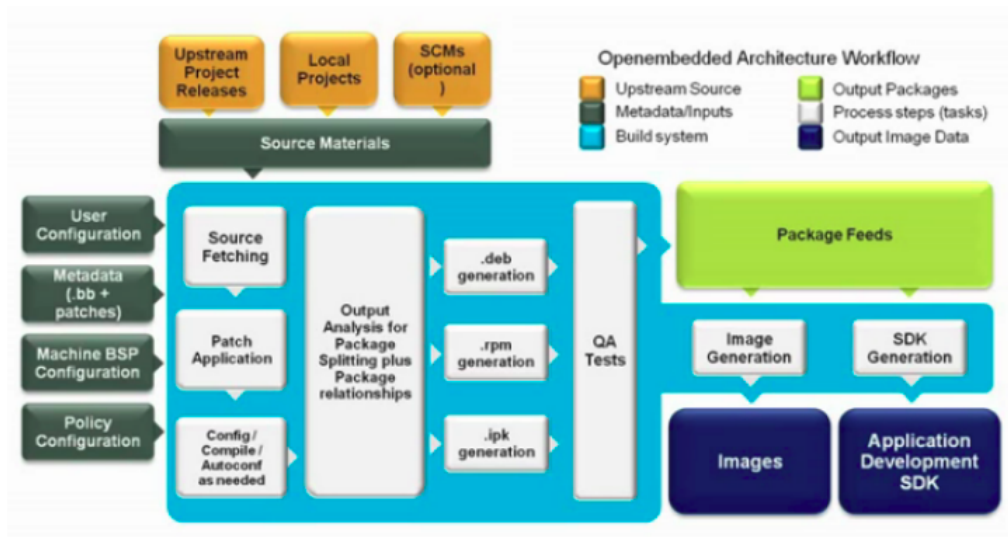 Upstream
Project
Releases
Local
Projects
SCMs
(optional
)
Openembedded Architecture Workflow
Upstream Source
Output Packages
Metadata/Inputs
Process steps (tasks)
Build system
Output Image Data
Source Materials
User
Configuration
Metadata
(.bb +
patches)
Machine BSP
Configuration
Policy
Configuration
Source
Fetching
Patch
Application
Config /
Compile /
Autoconf
as needed
Output
Analysis for
Package
Splitting plus
Package
relationships
.deb
generation
.rpm
generation
.ipk
generation
QA
Tests
Package Feeds
Image
Generation
SDK
Generation
Images
Application
Development
SDK